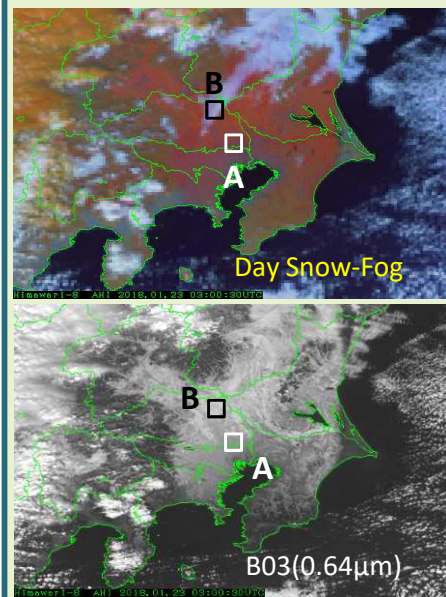 B
A
Day Snow-Fog
Himawari-8 AHI 2018.01.23 03:00:30UTC
B
A
B03(0.64µm)
Himawari-8 AHI 2018.01.23 03:00:30UTC